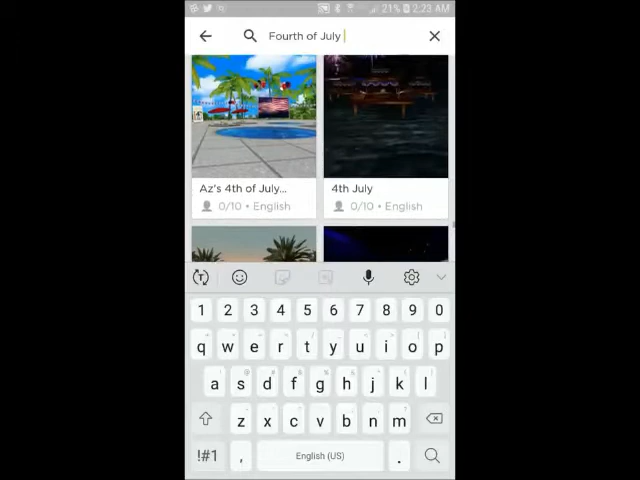 21% 2:23 AM
Fourth of July
Az's 4th of July...
0/10 • English
4th July
0/10 • English
1 2 3 4 5 6 7 8 9 0
q w e r t y u i o p
a s d f g h j k l
z x c v b n m
!#1 , English (US) .